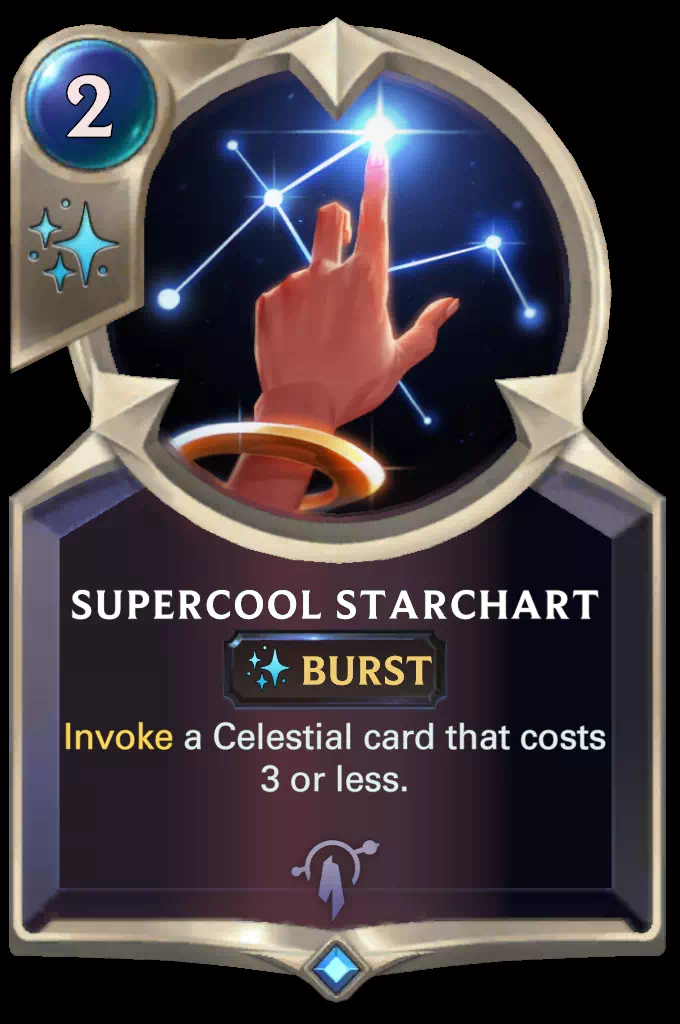 2
SUPERCOOL STARCHART
BURST
Invoke a Celestial card that costs
3 or less.